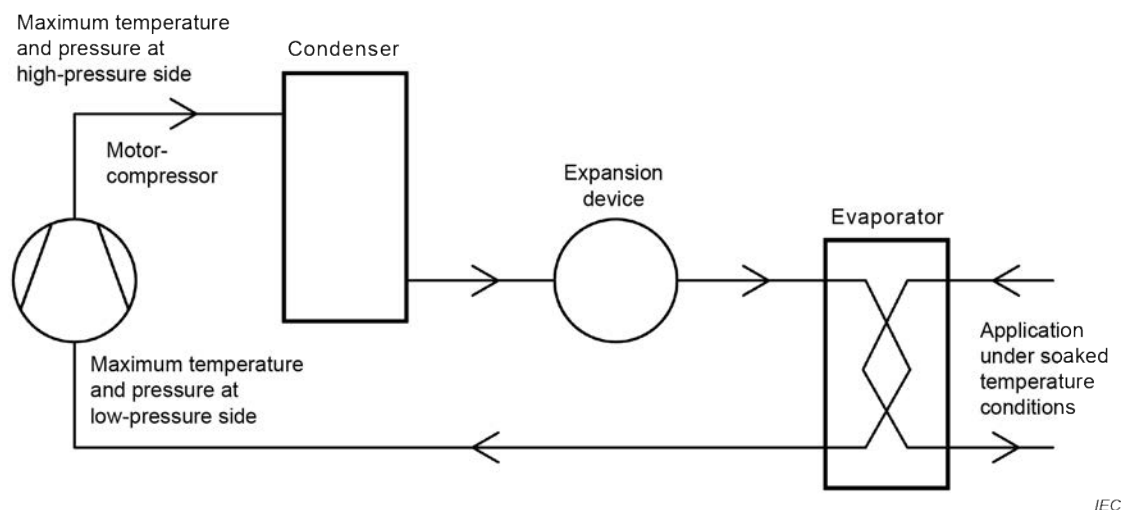 Maximum temperature
and pressure at
high-pressure side
Condenser
Motor-
compressor
Expansion
device
Evaporator
Maximum temperature
and pressure at
low-pressure side
Application
under soaked
temperature
conditions
IEC